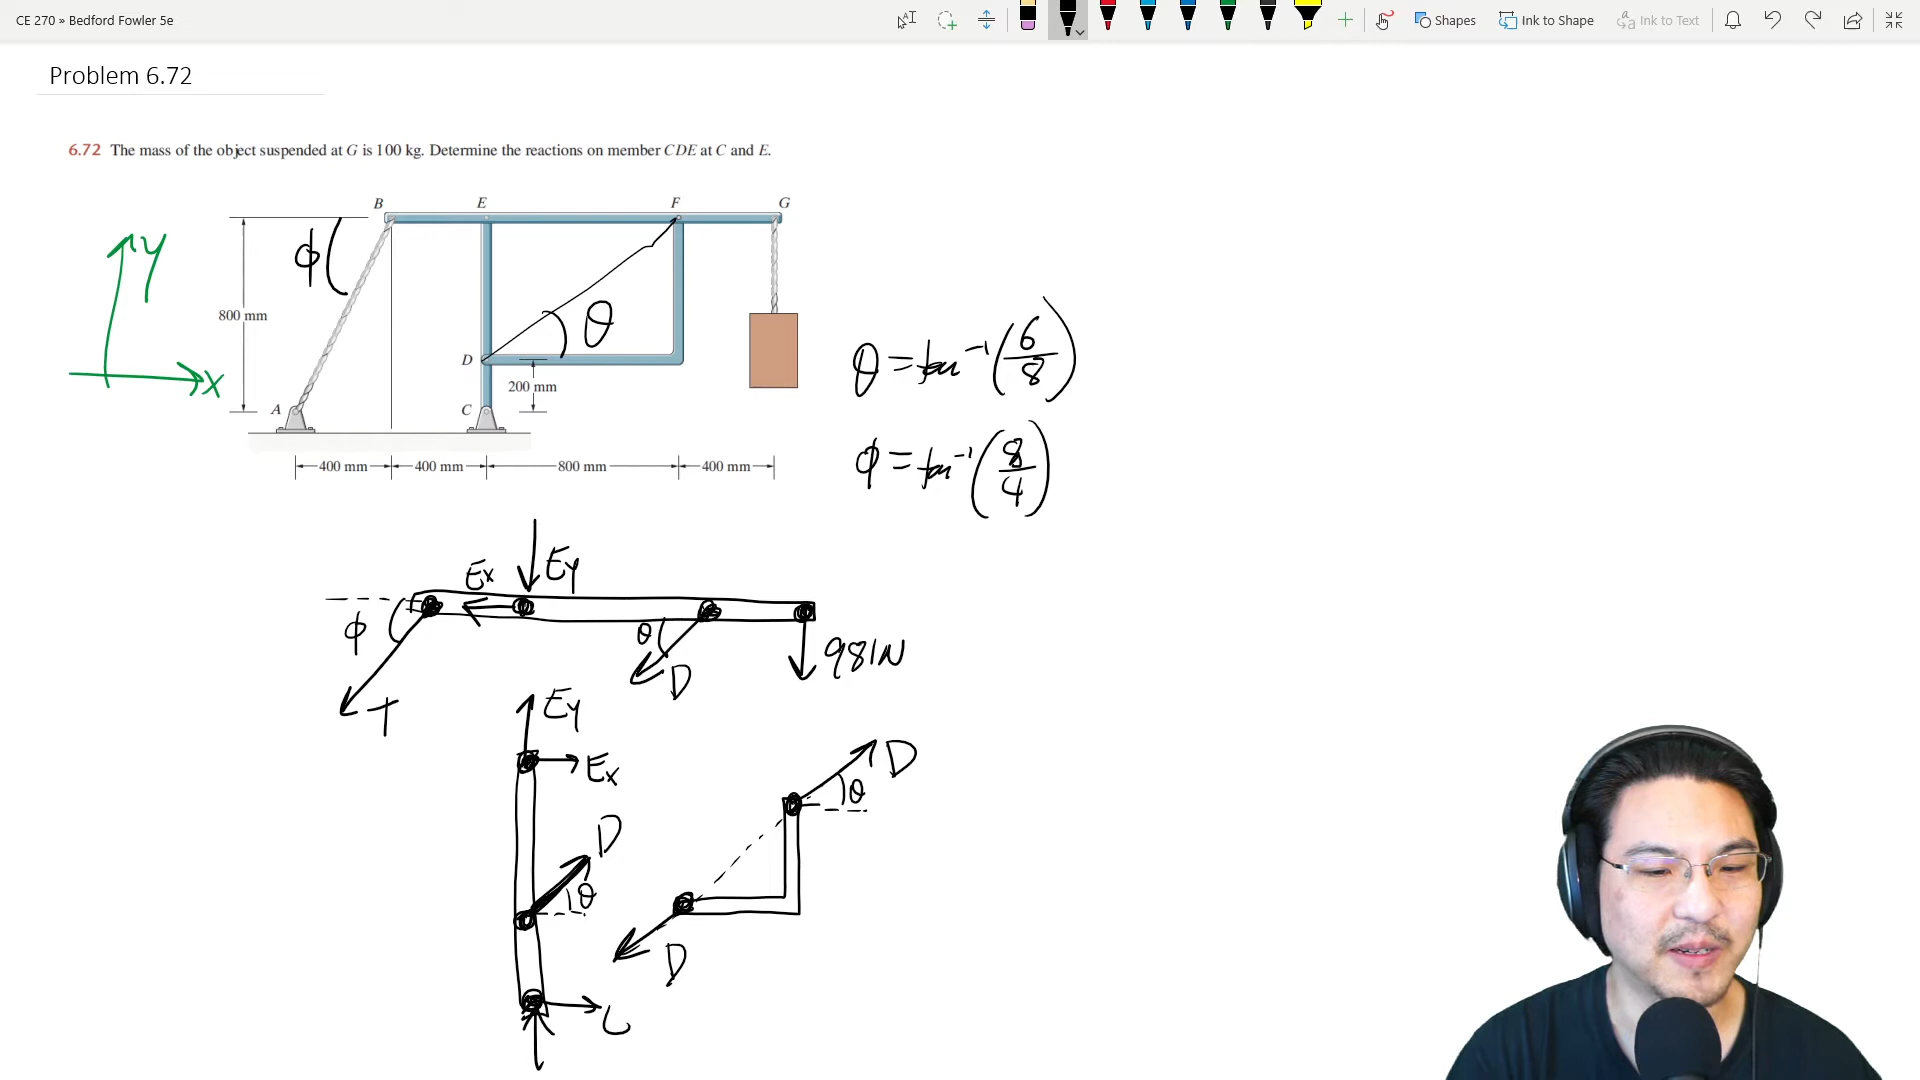 CE 270 » Bedford Fowler 5e
Shapes
Ink to Shape
Ink to Text
Problem 6.72
6.72 The mass of the object suspended at G is 100 kg. Determine the reactions on member CDE at C and E.
B
E
F
G
y
ϕ
θ
800 mm
x
D
200 mm
A
C
400 mm
400 mm
800 mm
400 mm
θ = tan⁻¹(6/8)
ϕ = tan⁻¹(8/4)
Ex
Ey
ϕ
θ
D
981N
T
Ey
Ex
D
θ
D
θ
D
C